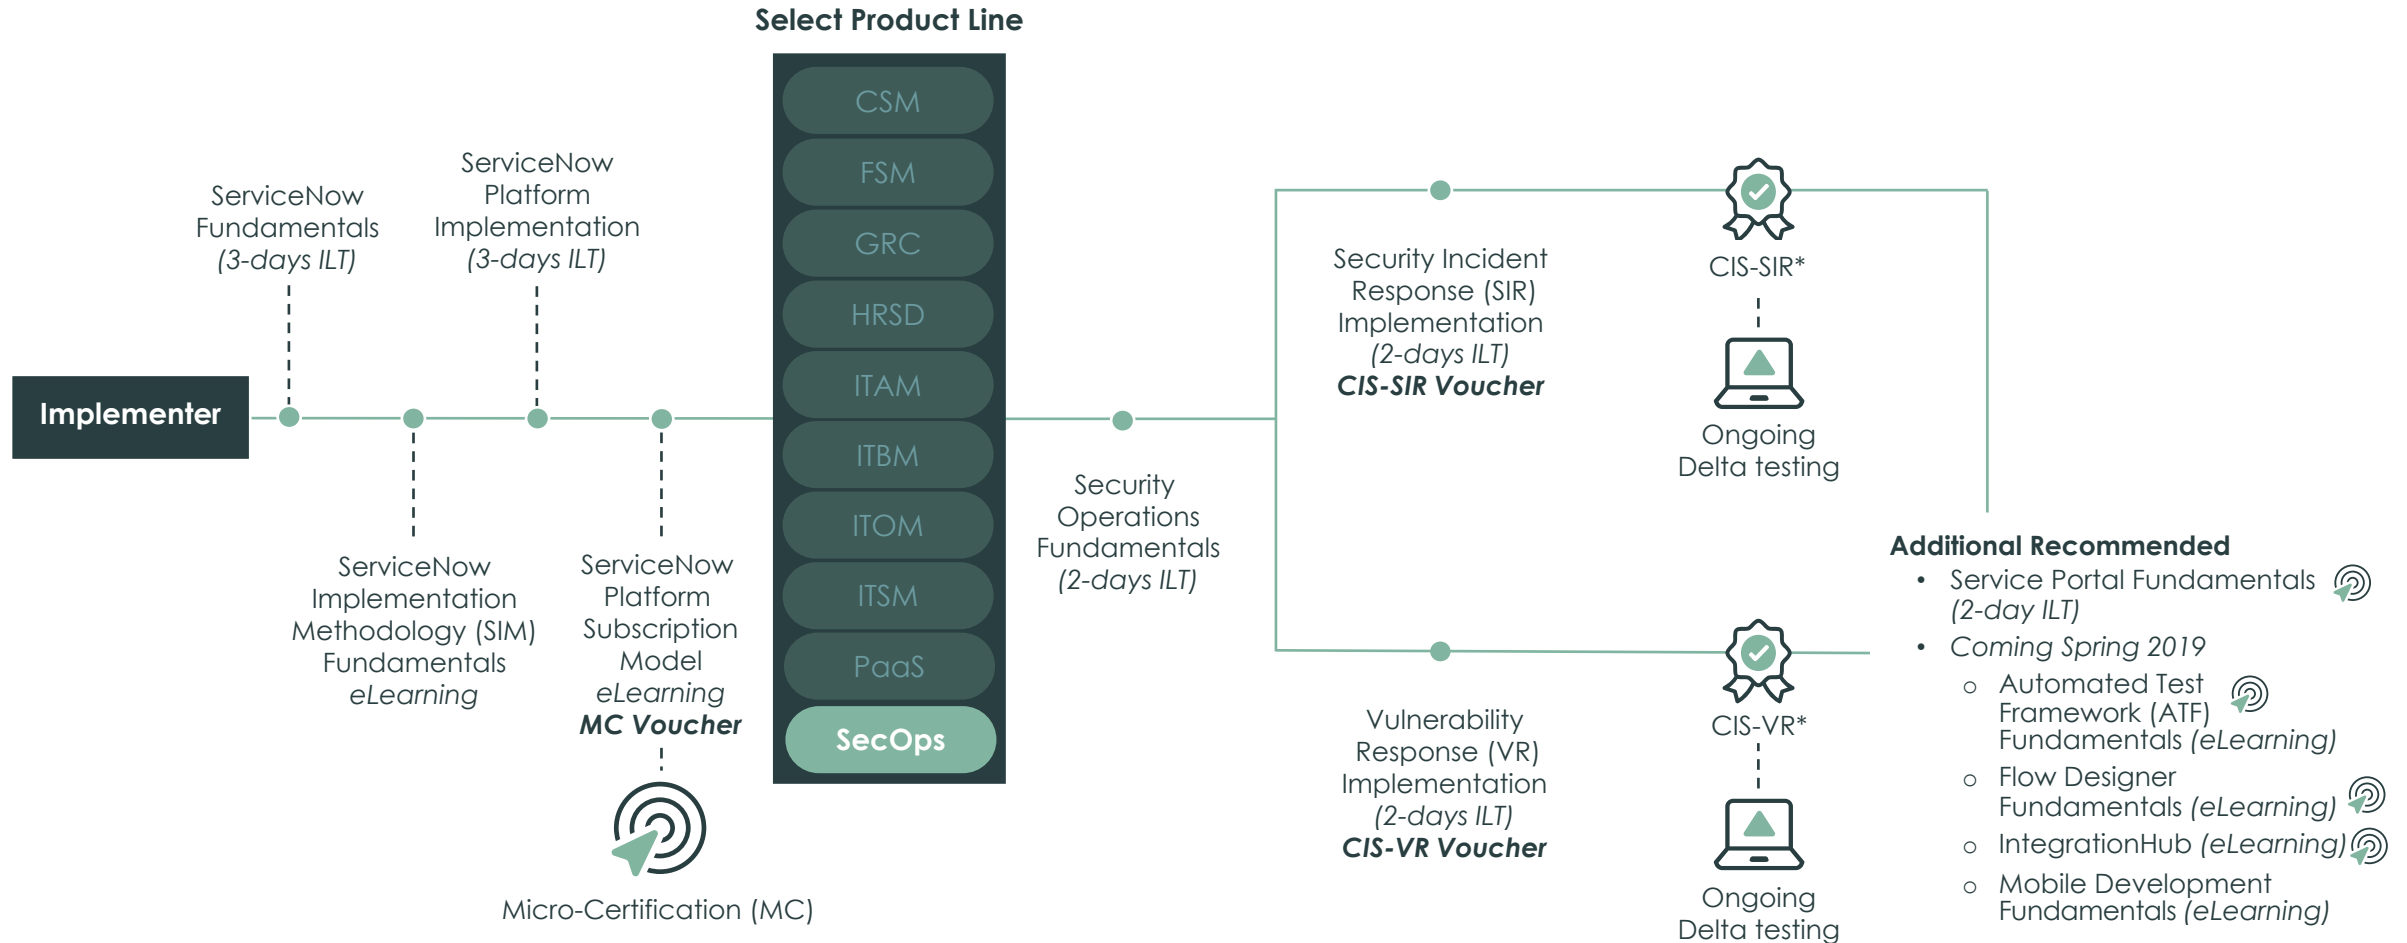 Select Product Line
CSM
FSM
GRC
HRSD
ITAM
ITBM
ITOM
ITSM
PaaS
SecOps
Implementer
ServiceNow
Fundamentals
(3-days ILT)
ServiceNow
Implementation
Methodology (SIM)
Fundamentals
eLearning
ServiceNow
Platform
Implementation
(3-days ILT)
ServiceNow
Platform
Subscription
Model
eLearning
MC Voucher
Micro-Certification (MC)
Security
Operations
Fundamentals
(2-days ILT)
Security Incident
Response (SIR)
Implementation
(2-days ILT)
CIS-SIR Voucher
CIS-SIR*
Ongoing
Delta testing
Vulnerability
Response (VR)
Implementation
(2-days ILT)
CIS-VR Voucher
CIS-VR*
Ongoing
Delta testing
Additional Recommended
• Service Portal Fundamentals
(2-day ILT)
• Coming Spring 2019
o Automated Test
Framework (ATF)
Fundamentals (eLearning)
o Flow Designer
Fundamentals (eLearning)
o IntegrationHub (eLearning)
o Mobile Development
Fundamentals (eLearning)